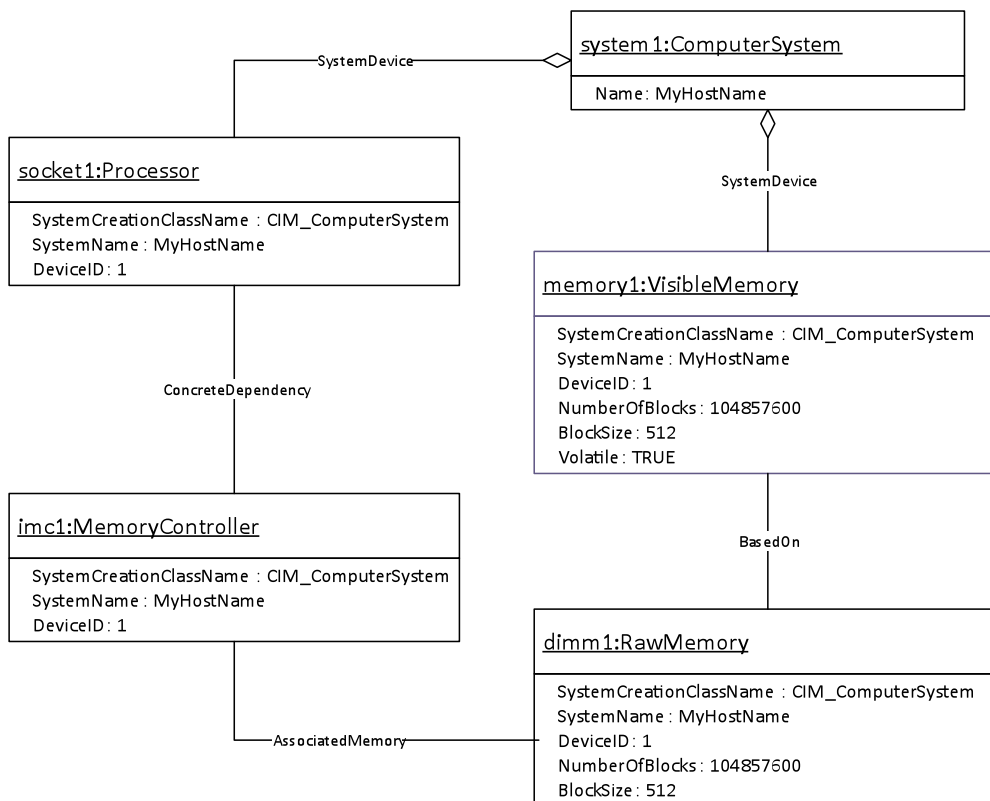 system1:ComputerSystem
Name: MyHostName
SystemDevice
socket1:Processor
SystemCreationClassName : CIM_ComputerSystem
SystemName : MyHostName
DeviceID: 1
SystemDevice
memory1:VisibleMemory
SystemCreationClassName : CIM_ComputerSystem
SystemName : MyHostName
DeviceID: 1
NumberOfBlocks : 104857600
BlockSize : 512
Volatile : TRUE
ConcreteDependency
imc1:MemoryController
SystemCreationClassName : CIM_ComputerSystem
SystemName : MyHostName
DeviceID: 1
BasedOn
dimm1:RawMemory
SystemCreationClassName : CIM_ComputerSystem
SystemName : MyHostName
DeviceID: 1
NumberOfBlocks : 104857600
BlockSize : 512
AssociatedMemory